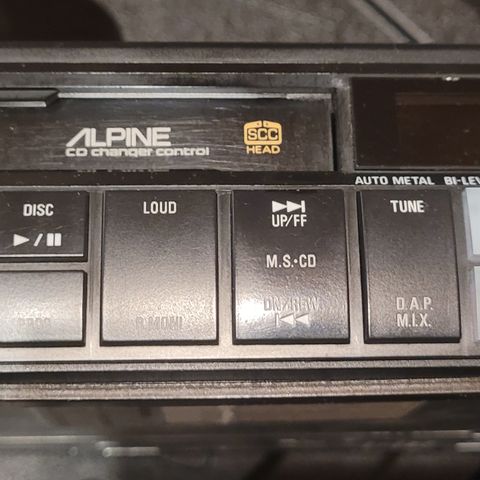 ALPINE
CD changer control
SCC
HEAD
AUTO METAL
DISC
LOUD
UP/FF
TUNE
M.S.·CD
DN/REW
D.A.P.
M.I.X.